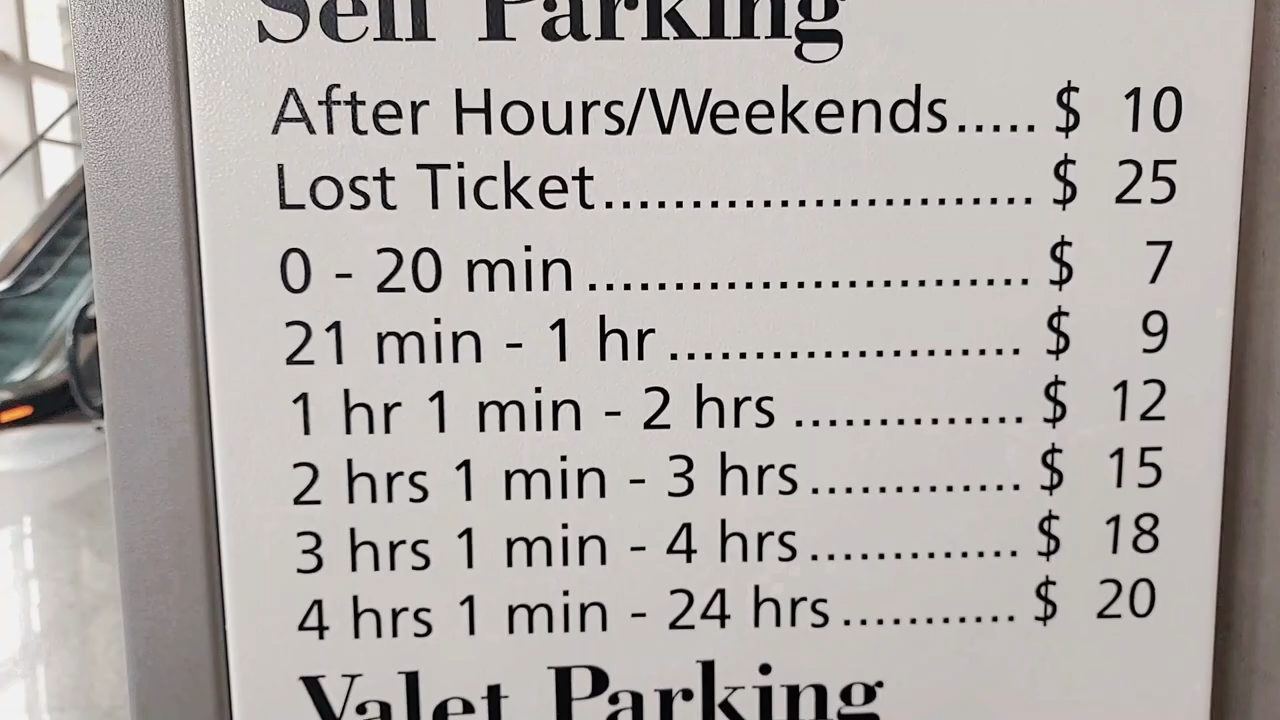 Self Parking
After Hours/Weekends..... $ 10
Lost Ticket......................... $ 25
0 - 20 min.......................... $ 7
21 min - 1 hr..................... $ 9
1 hr 1 min - 2 hrs .............. $ 12
2 hrs 1 min - 3 hrs............. $ 15
3 hrs 1 min - 4 hrs............. $ 18
4 hrs 1 min - 24 hrs........... $ 20
Valet Parking